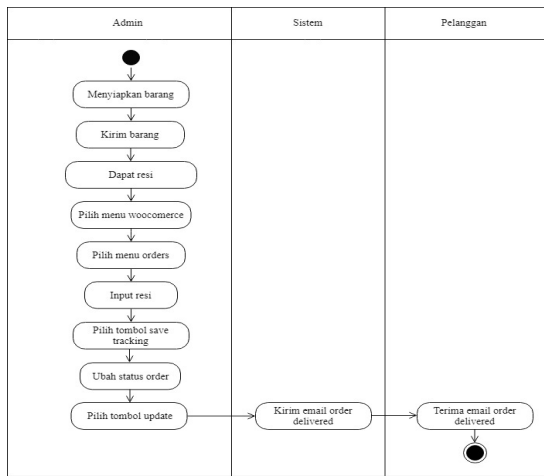 Admin
Sistem
Pelanggan
Menyiapkan barang
Kirim barang
Dapat resi
Pilih menu woocomerce
Pilih menu orders
Input resi
Pilih tombol save
tracking
Ubah status order
Pilih tombol update
Kirim email order
delivered
Terima email order
delivered